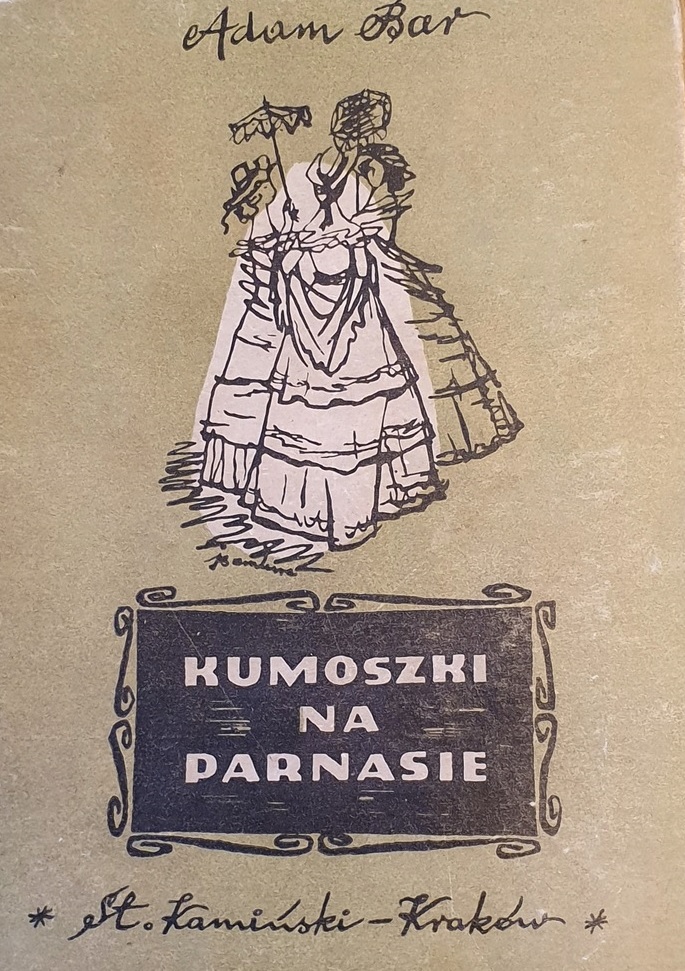 Adam Bar
KUMOSZKI
NA
PARNASIE
* St. Kamiński - Kraków *